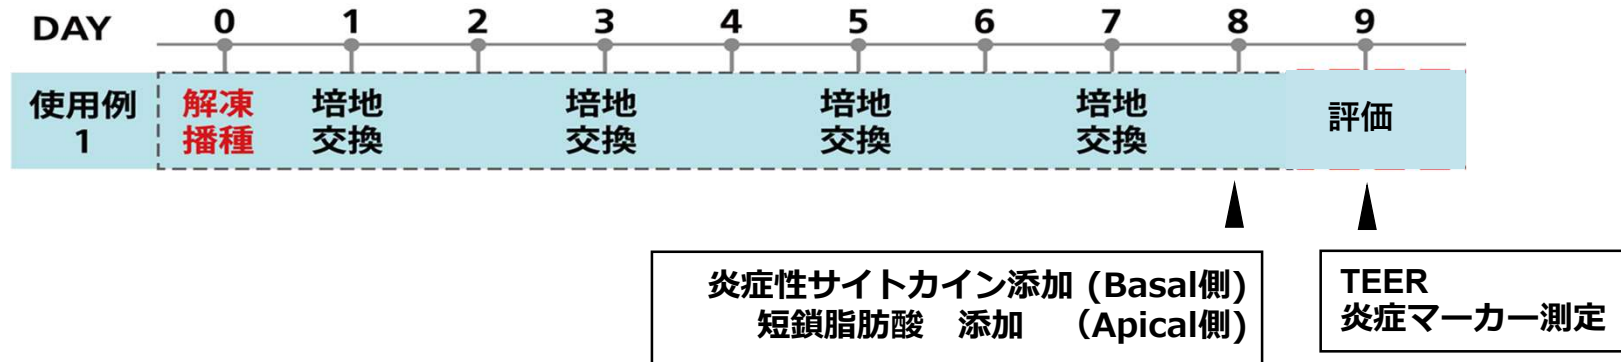 DAY 0 1 2 3 4 5 6 7 8 9
使用例 解凍 培地 培地 培地 培地 評価
1 播種 交換 交換 交換 交換
炎症性サイトカイン添加 (Basal側)
短鎖脂肪酸　添加　（Apical側)
TEER
炎症マーカー測定